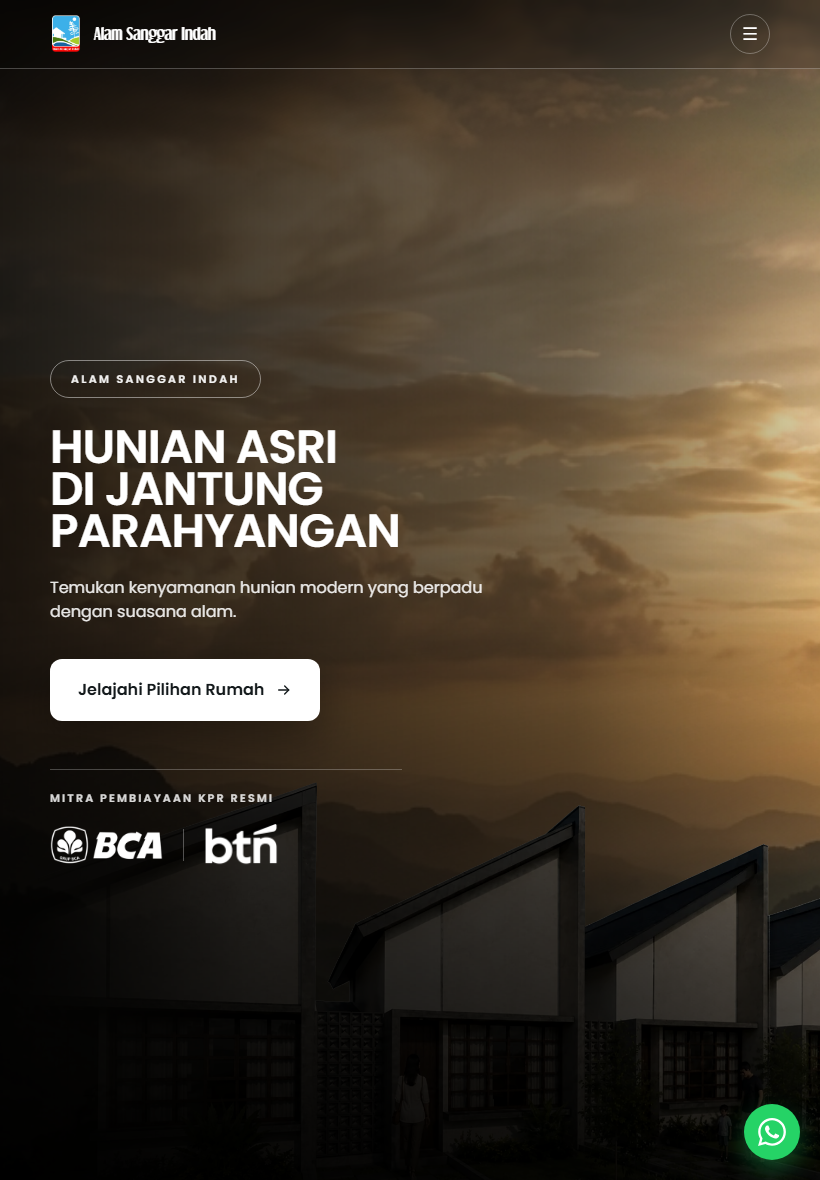 Alam Sanggar Indah
ALAM SANGGAR INDAH
HUNIAN ASRI
DI JANTUNG
PARAHYANGAN
Temukan kenyamanan hunian modern yang berpadu
dengan suasana alam.
Jelajahi Pilihan Rumah →
MITRA PEMBIAYAAN KPR RESMI
BCA
btn